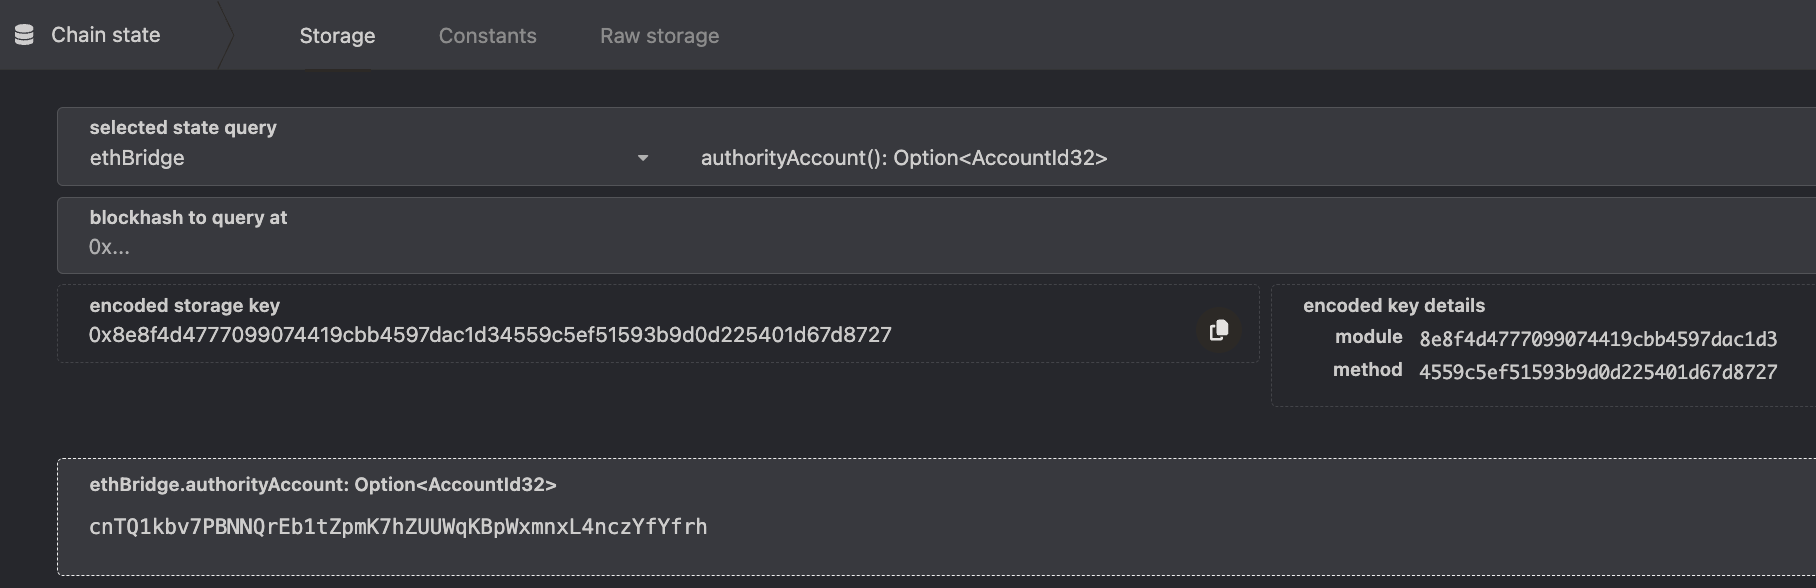 Chain state
Storage
Constants
Raw storage
selected state query
ethBridge
authorityAccount(): Option<AccountId32>
blockhash to query at
0x...
encoded storage key
0x8e8f4d4777099074419cbb4597dac1d34559c5ef51593b9d0d225401d67d8727
encoded key details
module 8e8f4d4777099074419cbb4597dac1d3
method 4559c5ef51593b9d0d225401d67d8727
ethBridge.authorityAccount: Option<AccountId32>
cnTQ1kbv7PBNNQrEb1tZpmK7hZUUWqKBpWxmnxL4nczYfYfrh